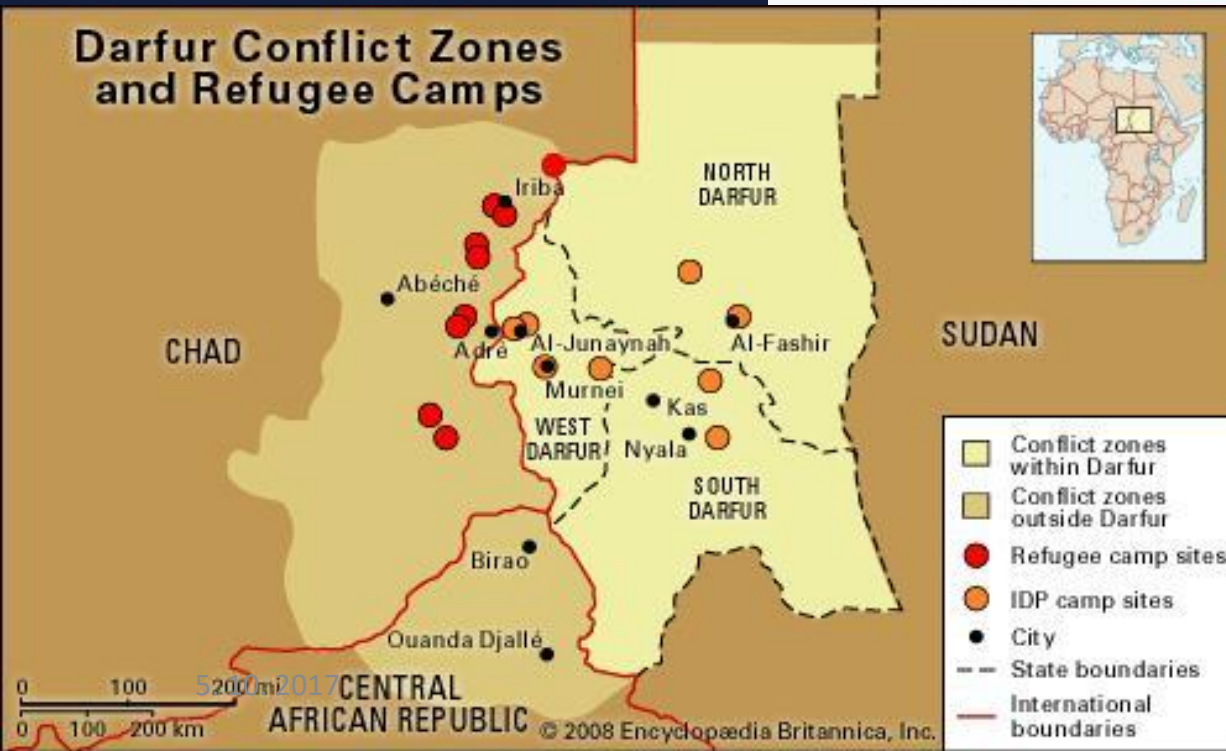 Darfur Conflict Zones
and Refugee Camps
NORTH
DARFUR
Iriba
Abéché
CHAD
SUDAN
Adré
Al-Junaynah
Al-Fashir
Murnei
Kas
WEST
DARFUR
Nyala
SOUTH
DARFUR
Birao
Ouanda Djallé
CENTRAL
AFRICAN REPUBLIC
Conflict zones
within Darfur
Conflict zones
outside Darfur
Refugee camp sites
IDP camp sites
City
State boundaries
International
boundaries
0 100 200 mi
0 100 200 km
© 2008 Encyclopædia Britannica, Inc.